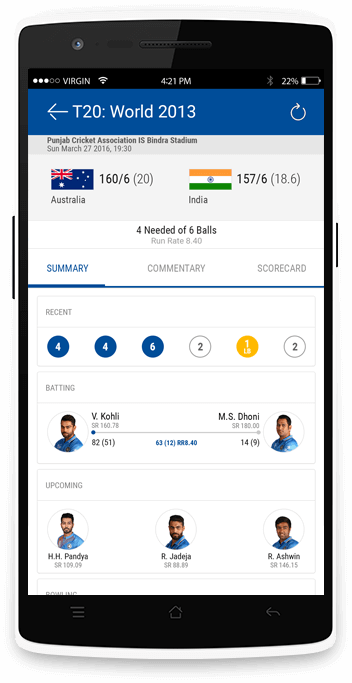 VIRGIN
4:21 PM
22%
T20: World 2013
Punjab Cricket Association IS Bindra Stadium
Sun March 27 2016, 19:30
160/6 (20)
157/6 (18.6)
Australia
India
4 Needed of 6 Balls
Run Rate 8.40
SUMMARY
COMMENTARY
SCORECARD
RECENT
4
4
6
2
1
LB
2
BATTING
V. Kohli
M.S. Dhoni
SR 160.78
SR 180.00
82 (51)
63 (12) RR8.40
14 (9)
UPCOMING
H.H. Pandya
R. Jadeja
R. Ashwin
SR 109.09
SR 88.89
SR 146.15
BOWLING